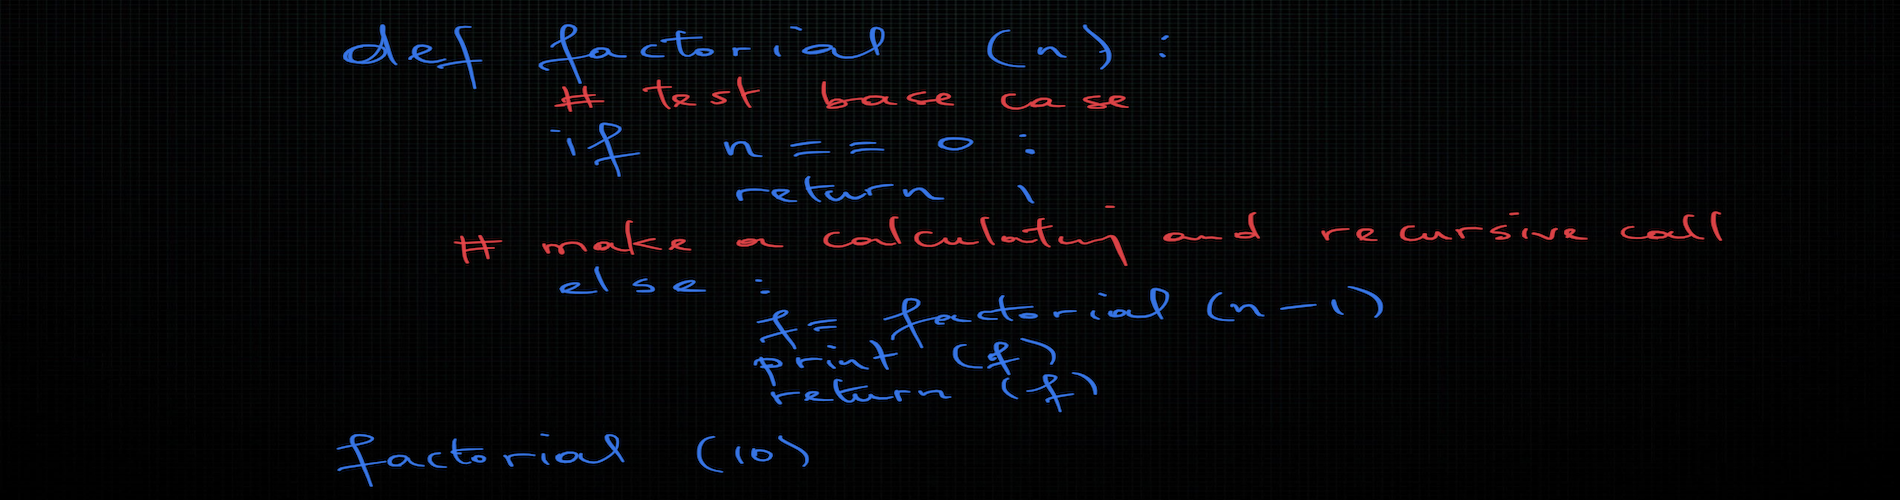 def factorial (n) :
# test base case
if n == 0 :
return 1
# make a calculating and recursive call
else :
f = factorial (n - 1)
print (f)
return (f)
factorial (10)